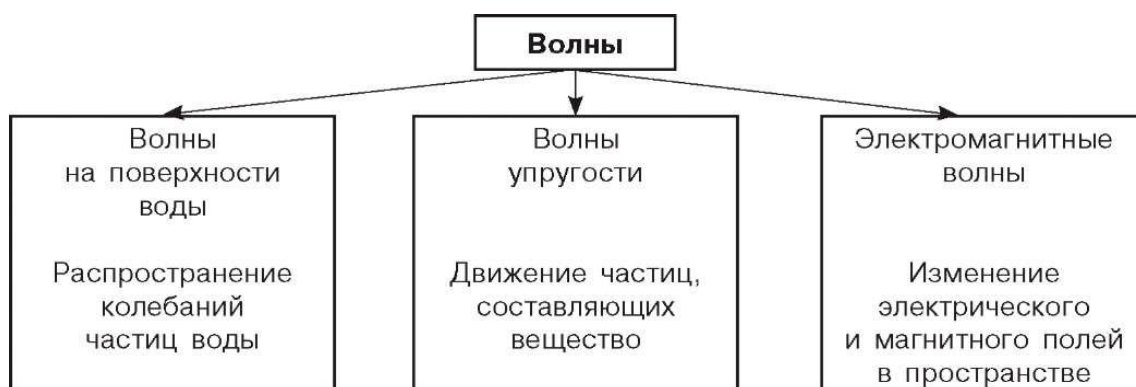 Волны
Волны
на поверхности
воды
Распространение
колебаний
частиц воды
Волны
упругости
Движение частиц,
составляющих
вещество
Электромагнитные
волны
Изменение
электрического
и магнитного полей
в пространстве